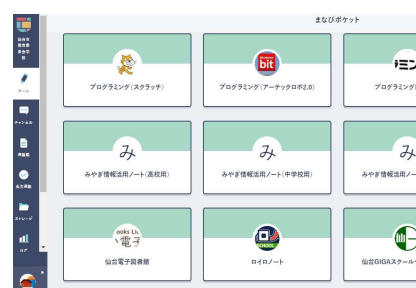 まなびポケット
ホーム
チャンネル
ストレージ
ログ
bit
み
み
SCHOOL
プログラミング(スクラッチ)
プログラミング(アーテックロボ2.0)
プログラミング
みやぎ情報活用ノート(高校用)
みやぎ情報活用ノート(中学校用)
みやぎ情報活用ノー
仙台電子図書館
ロイロノート
仙台GIGAスクール